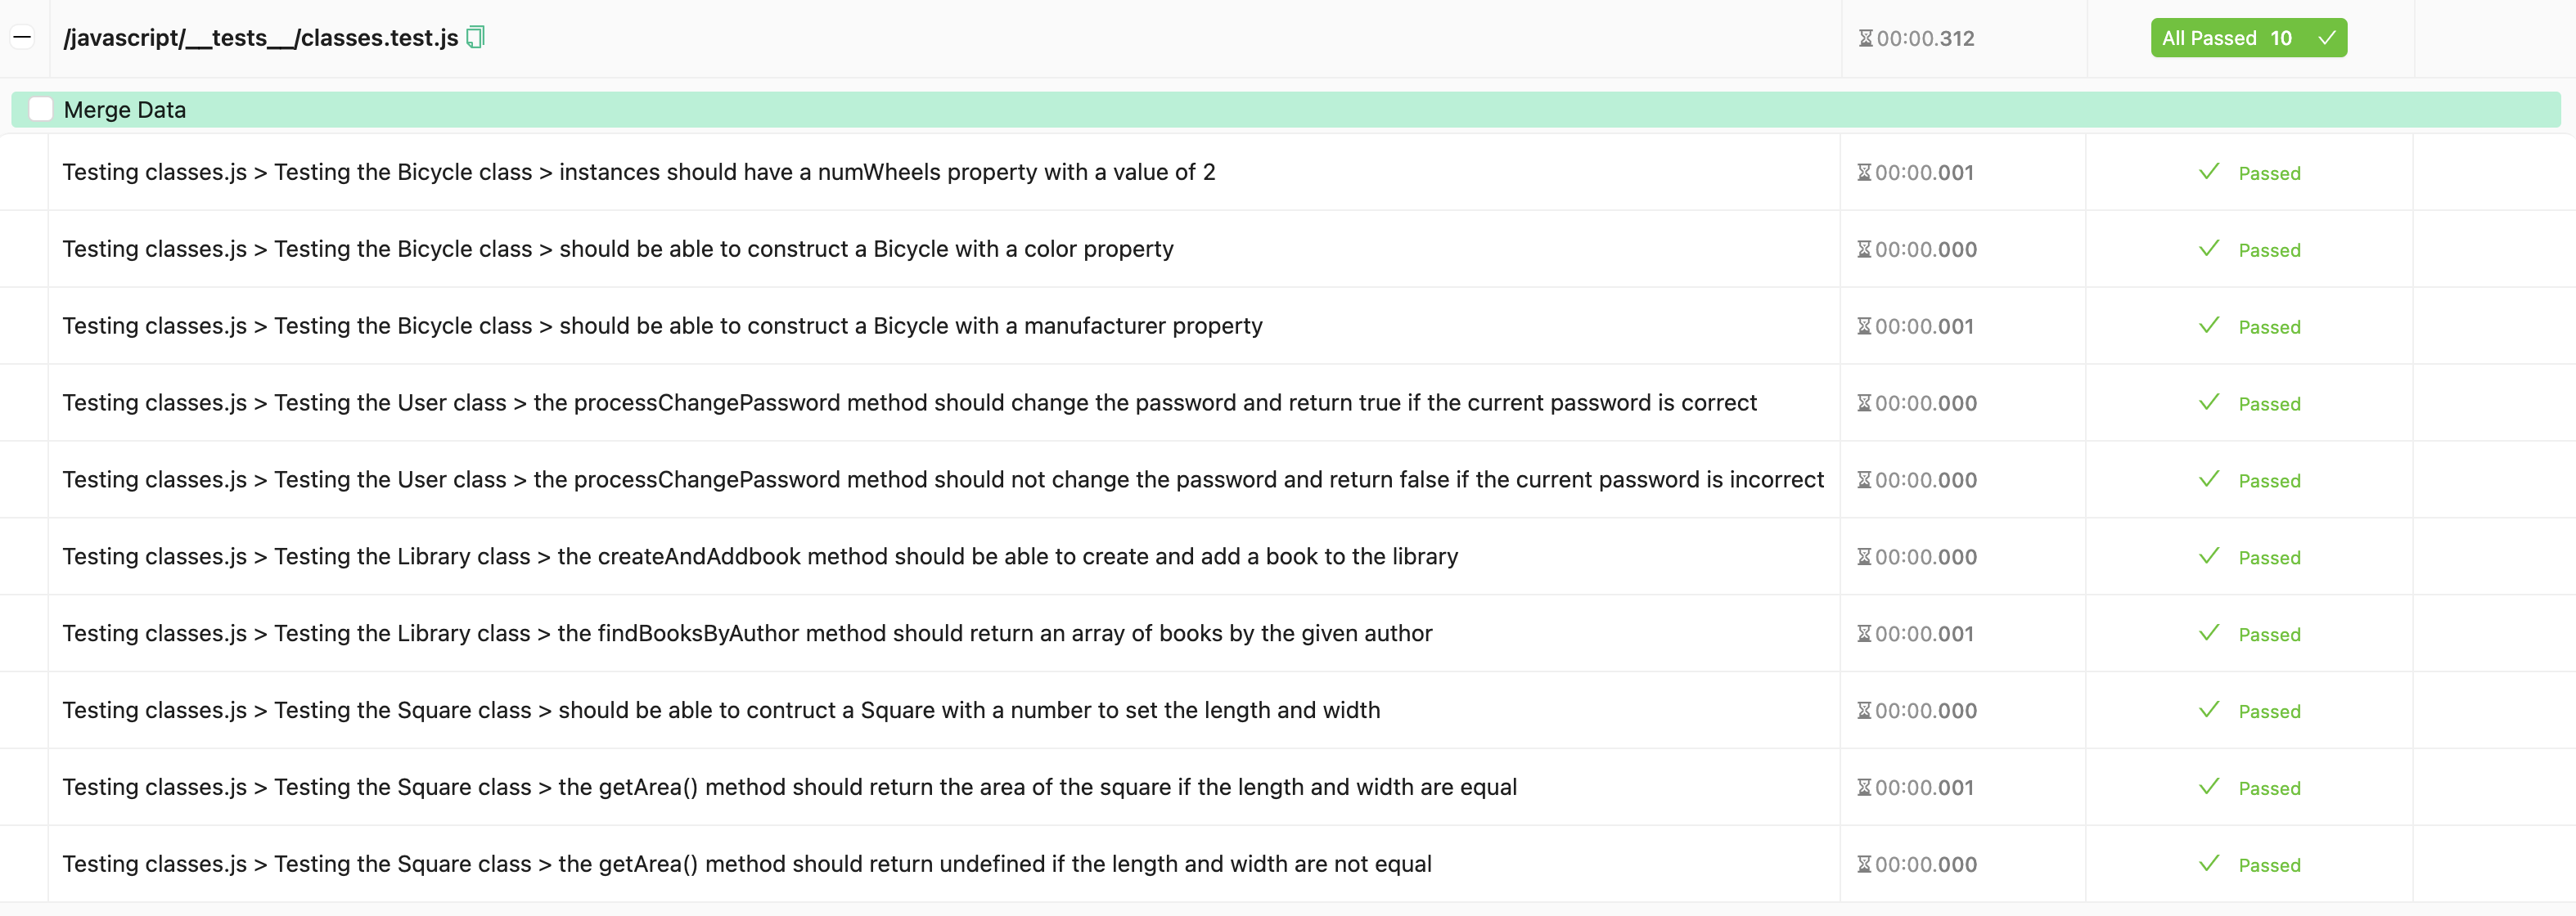 /javascript/__tests__/classes.test.js 00:00.312 All Passed 10
Merge Data
Testing classes.js > Testing the Bicycle class > instances should have a numWheels property with a value of 2 00:00.001 Passed
Testing classes.js > Testing the Bicycle class > should be able to construct a Bicycle with a color property 00:00.000 Passed
Testing classes.js > Testing the Bicycle class > should be able to construct a Bicycle with a manufacturer property 00:00.001 Passed
Testing classes.js > Testing the User class > the processChangePassword method should change the password and return true if the current password is correct 00:00.000 Passed
Testing classes.js > Testing the User class > the processChangePassword method should not change the password and return false if the current password is incorrect 00:00.000 Passed
Testing classes.js > Testing the Library class > the createAndAddbook method should be able to create and add a book to the library 00:00.000 Passed
Testing classes.js > Testing the Library class > the findBooksByAuthor method should return an array of books by the given author 00:00.001 Passed
Testing classes.js > Testing the Square class > should be able to contruct a Square with a number to set the length and width 00:00.000 Passed
Testing classes.js > Testing the Square class > the getArea() method should return the area of the square if the length and width are equal 00:00.001 Passed
Testing classes.js > Testing the Square class > the getArea() method should return undefined if the length and width are not equal 00:00.000 Passed